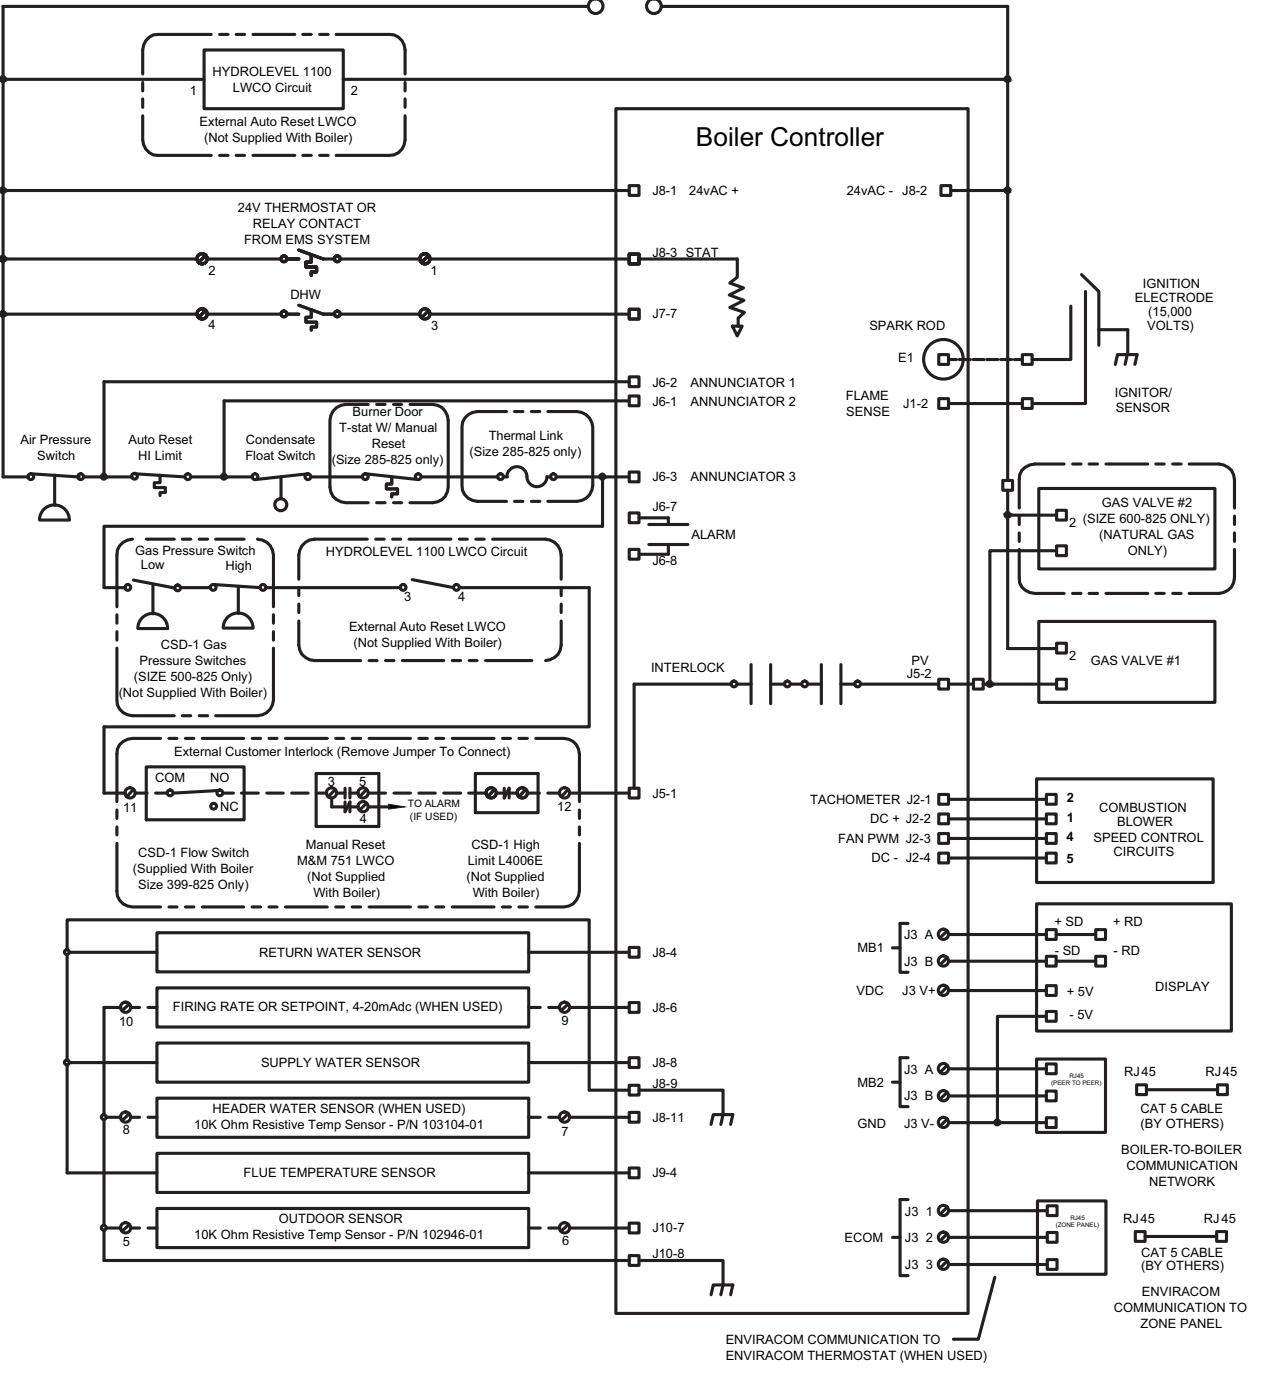 HYDROLEVEL 1100
LWCO Circuit
1
2
External Auto Reset LWCO
(Not Supplied With Boiler)
Boiler Controller
J8-1 24vAC +
24vAC - J8-2
24V THERMOSTAT OR
RELAY CONTACT
FROM EMS SYSTEM
2
1
J8-3 STAT
DHW
4
3
J7-7
SPARK ROD
E1
IGNITION
ELECTRODE
(15,000
VOLTS)
FLAME
SENSE
J1-2
IGNITOR/
SENSOR
J6-2 ANNUNCIATOR 1
J6-1 ANNUNCIATOR 2
Air Pressure
Switch
Auto Reset
HI Limit
Condensate
Float Switch
Burner Door
T-stat W/ Manual
Reset
(Size 285-825 only)
Thermal Link
(Size 285-825 only)
J6-3 ANNUNCIATOR 3
J6-7
ALARM
J6-8
GAS VALVE #2
(SIZE 600-825 ONLY)
(NATURAL GAS
ONLY)
2
Gas Pressure Switch
Low
High
CSD-1 Gas
Pressure Switches
(SIZE 500-825 Only)
(Not Supplied With Boiler)
HYDROLEVEL 1100 LWCO Circuit
3
4
External Auto Reset LWCO
(Not Supplied With Boiler)
INTERLOCK
PV
J5-2
2
GAS VALVE #1
External Customer Interlock (Remove Jumper To Connect)
COM
NO
NC
11
3
5
4
TO ALARM
(IF USED)
12
J5-1
CSD-1 Flow Switch
(Supplied With Boiler
Size 399-825 Only)
Manual Reset
M&M 751 LWCO
(Not Supplied
With Boiler)
CSD-1 High
Limit L4006E
(Not Supplied
With Boiler)
TACHOMETER J2-1
DC + J2-2
FAN PWM J2-3
DC - J2-4
2
1
4
5
COMBUSTION
BLOWER
SPEED CONTROL
CIRCUITS
RETURN WATER SENSOR
J8-4
10
FIRING RATE OR SETPOINT, 4-20mAdc (WHEN USED)
9
J8-6
SUPPLY WATER SENSOR
J8-8
J8-9
8
HEADER WATER SENSOR (WHEN USED)
10K Ohm Resistive Temp Sensor - P/N 103104-01
7
J8-11
FLUE TEMPERATURE SENSOR
J9-4
5
OUTDOOR SENSOR
10K Ohm Resistive Temp Sensor - P/N 102946-01
6
J10-7
J10-8
MB1
J3 A
J3 B
VDC J3 V+
+ SD
+ RD
- SD
- RD
+ 5V
- 5V
DISPLAY
MB2
J3 A
J3 B
GND J3 V-
RJ45
(PEER TO PEER)
RJ45
RJ45
CAT 5 CABLE
(BY OTHERS)
BOILER-TO-BOILER
COMMUNICATION
NETWORK
ECOM
J3 1
J3 2
J3 3
RJ45
(ZONE PANEL)
RJ45
RJ45
CAT 5 CABLE
(BY OTHERS)
ENVIRACOM
COMMUNICATION TO
ZONE PANEL
ENVIRACOM COMMUNICATION TO
ENVIRACOM THERMOSTAT (WHEN USED)